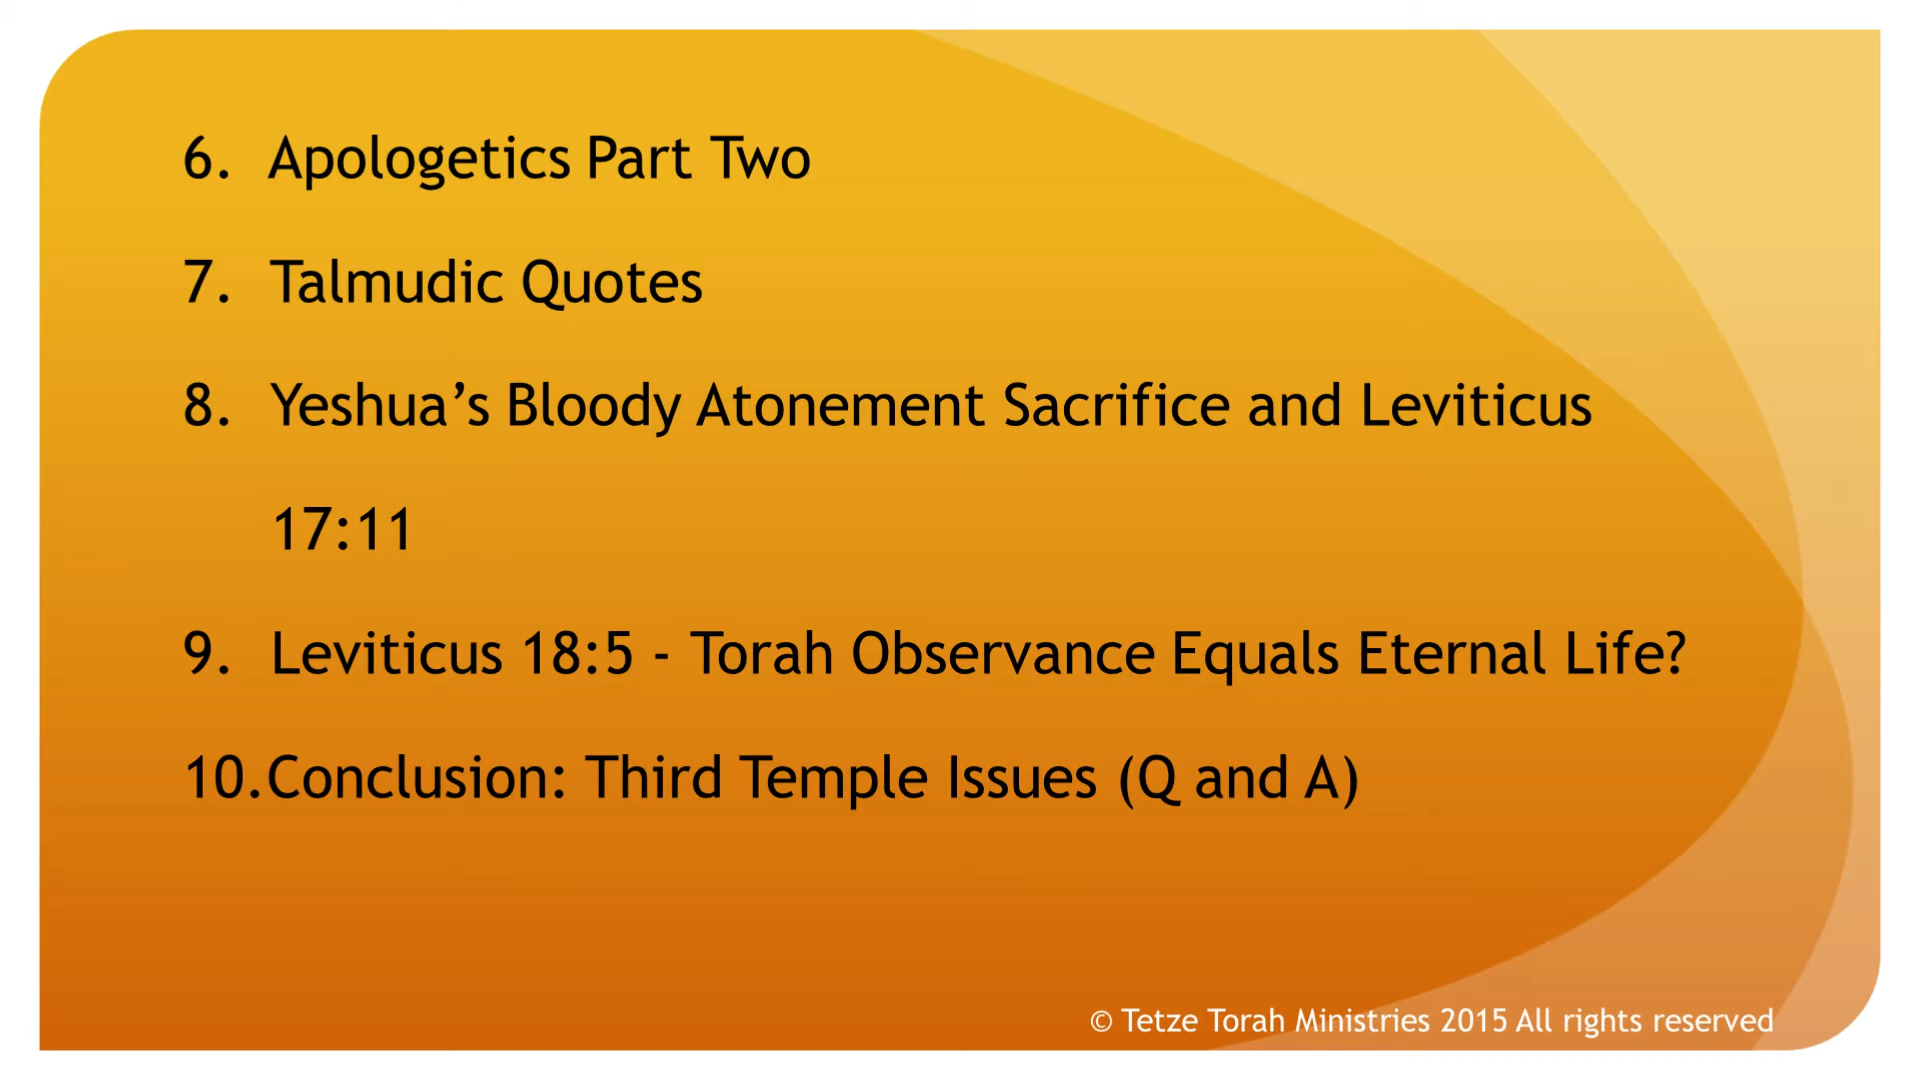 6. Apologetics Part Two
7. Talmudic Quotes
8. Yeshua’s Bloody Atonement Sacrifice and Leviticus
17:11
9. Leviticus 18:5 - Torah Observance Equals Eternal Life?
10.Conclusion: Third Temple Issues (Q and A)
© Tetze Torah Ministries 2015 All rights reserved